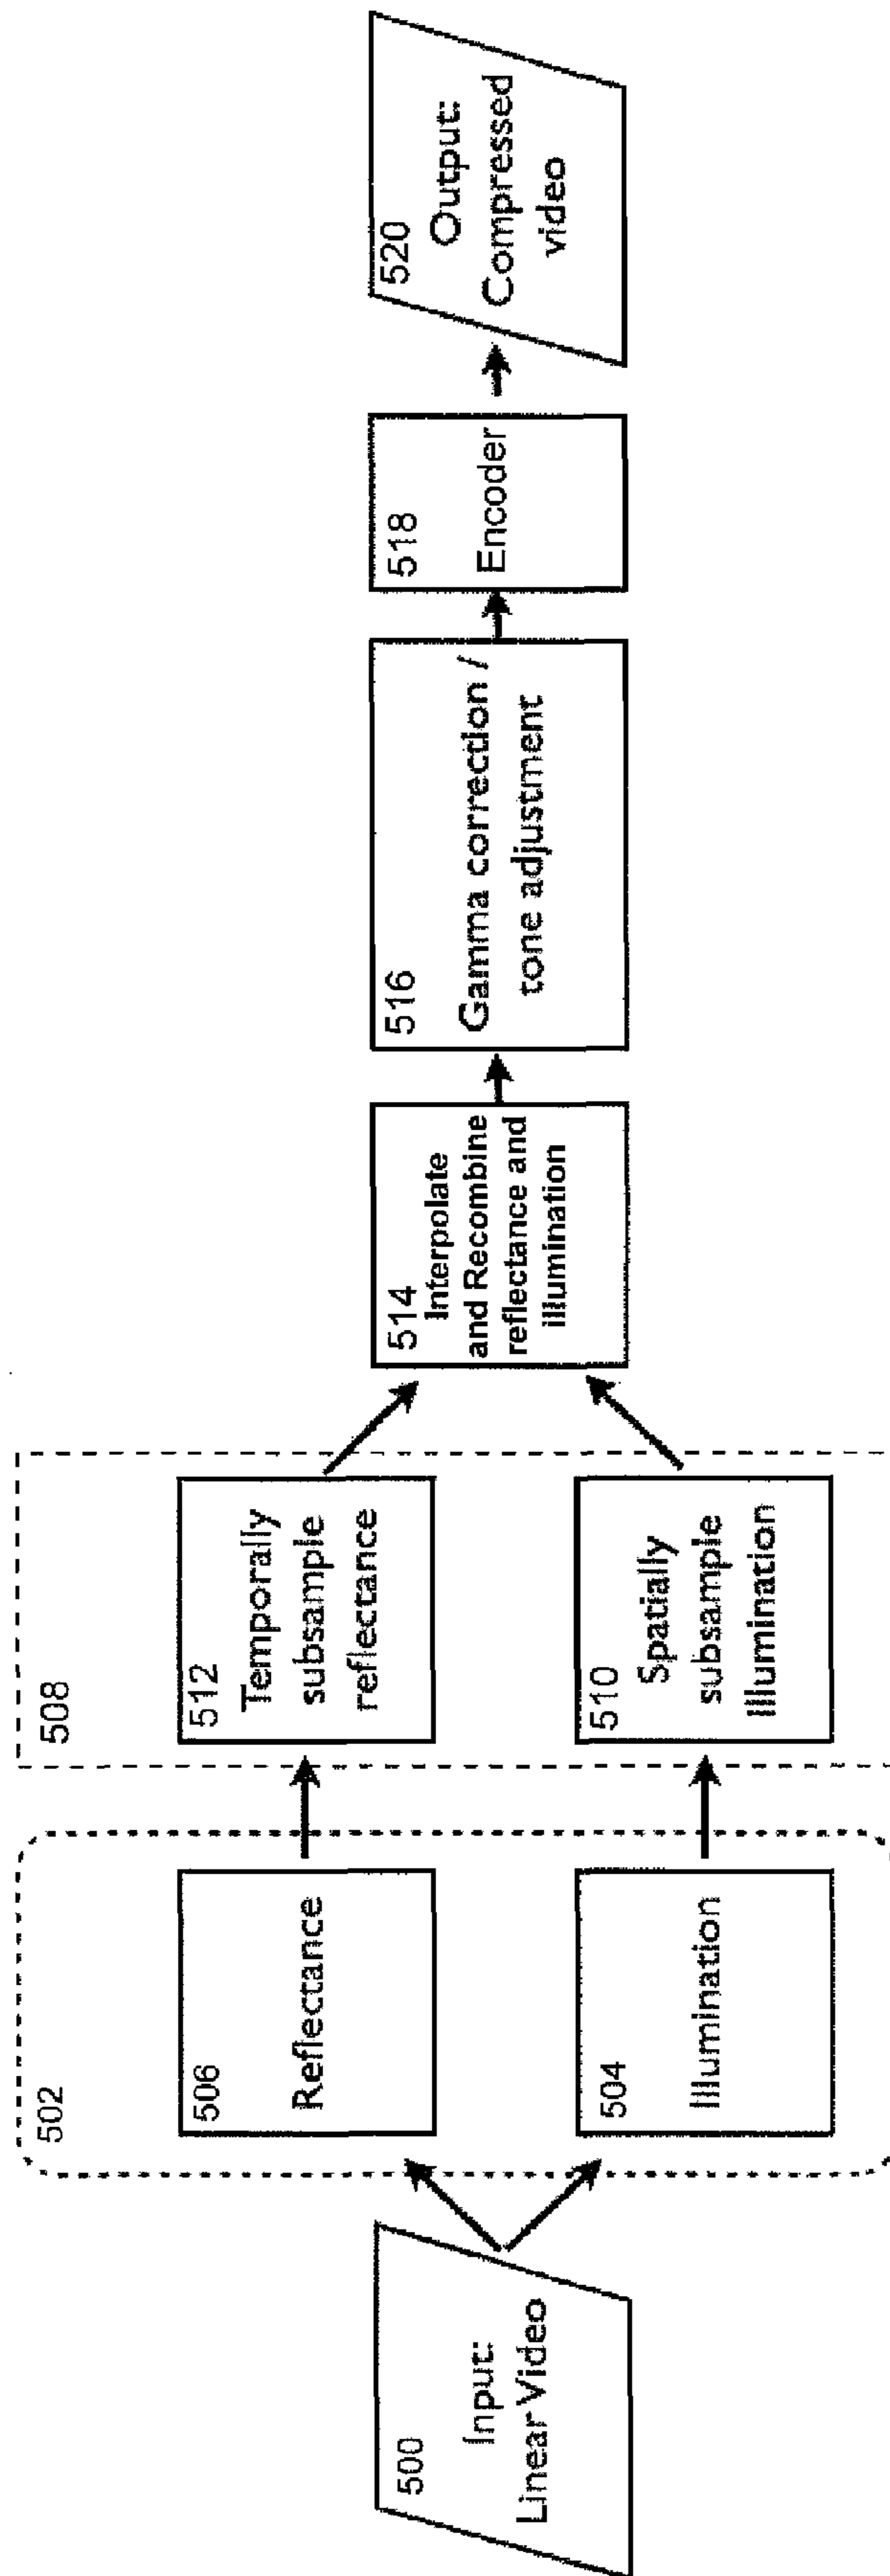 500
Input:
Linear Video
502
506
Reflectance
504
Illumination
508
512
Temporally
subsample
reflectance
510
Spatially
subsample
Illumination
514
Interpolate
and Recombine
reflectance and
illumination
516
Gamma correction /
tone adjustment
518
Encoder
520
Output:
Compressed
video